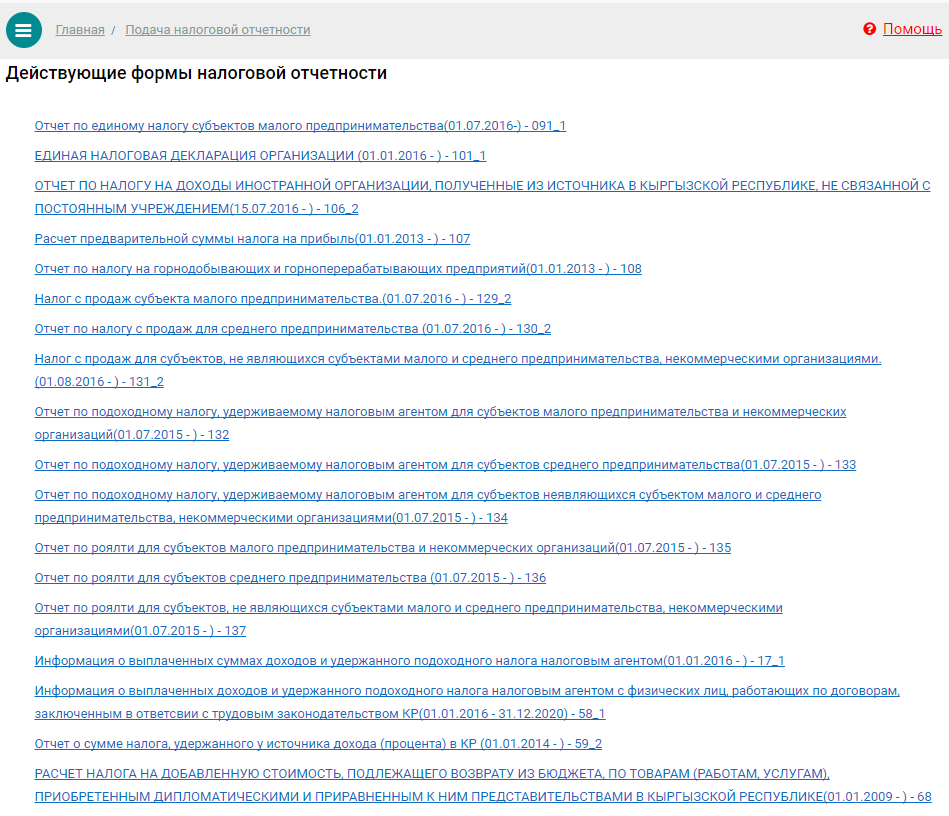 Главная / Подача налоговой отчетности
Помощь
Действующие формы налоговой отчетности
Отчет по единому налогу субъектов малого предпринимательства(01.07.2016-) - 091_1
ЕДИНАЯ НАЛОГОВАЯ ДЕКЛАРАЦИЯ ОРГАНИЗАЦИИ (01.01.2016 - ) - 101_1
ОТЧЕТ ПО НАЛОГУ НА ДОХОДЫ ИНОСТРАННОЙ ОРГАНИЗАЦИИ, ПОЛУЧЕННЫЕ ИЗ ИСТОЧНИКА В КЫРГЫЗСКОЙ РЕСПУБЛИКЕ, НЕ СВЯЗАННОЙ С
ПОСТОЯННЫМ УЧРЕЖДЕНИЕМ(15.07.2016 - ) - 106_2
Расчет предварительной суммы налога на прибыль(01.01.2013 - ) - 107
Отчет по налогу на горнодобывающих и горноперерабатывающих предприятий(01.01.2013 - ) - 108
Налог с продаж субъекта малого предпринимательства.(01.07.2016 - ) - 129_2
Отчет по налогу с продаж для среднего предпринимательства (01.07.2016 - ) - 130_2
Налог с продаж для субъектов, не являющихся субъектами малого и среднего предпринимательства, некоммерческими организациями.
(01.08.2016 - ) - 131_2
Отчет по подоходному налогу, удерживаемому налоговым агентом для субъектов малого предпринимательства и некоммерческих
организаций(01.07.2015 - ) - 132
Отчет по подоходному налогу, удерживаемому налоговым агентом для субъектов среднего предпринимательства(01.07.2015 - ) - 133
Отчет по подоходному налогу, удерживаемому налоговым агентом для субъектов неявляющихся субъектом малого и среднего
предпринимательства, некоммерческими организациями(01.07.2015 - ) - 134
Отчет по роялти для субъектов малого предпринимательства и некоммерческих организаций(01.07.2015 - ) - 135
Отчет по роялти для субъектов среднего предпринимательства (01.07.2015 - ) - 136
Отчет по роялти для субъектов, не являющихся субъектами малого и среднего предпринимательства, некоммерческими
организациями(01.07.2015 - ) - 137
Информация о выплаченных суммах доходов и удержанного подоходного налога налоговым агентом(01.01.2016 - ) - 17_1
Информация о выплаченных доходов и удержанного подоходного налога налоговым агентом с физических лиц, работающих по договорам,
заключенным в ответсвии с трудовым законодательством КР(01.01.2016 - 31.12.2020) - 58_1
Отчет о сумме налога, удержанного у источника дохода (процента) в КР (01.01.2014 - ) - 59_2
РАСЧЕТ НАЛОГА НА ДОБАВЛЕННУЮ СТОИМОСТЬ, ПОДЛЕЖАЩЕГО ВОЗВРАТУ ИЗ БЮДЖЕТА, ПО ТОВАРАМ (РАБОТАМ, УСЛУГАМ),
ПРИОБРЕТЕННЫМ ДИПЛОМАТИЧЕСКИМИ И ПРИРАВНЕННЫМ К НИМ ПРЕДСТАВИТЕЛЬСТВАМИ В КЫРГЫЗСКОЙ РЕСПУБЛИКЕ(01.01.2009 - ) - 68